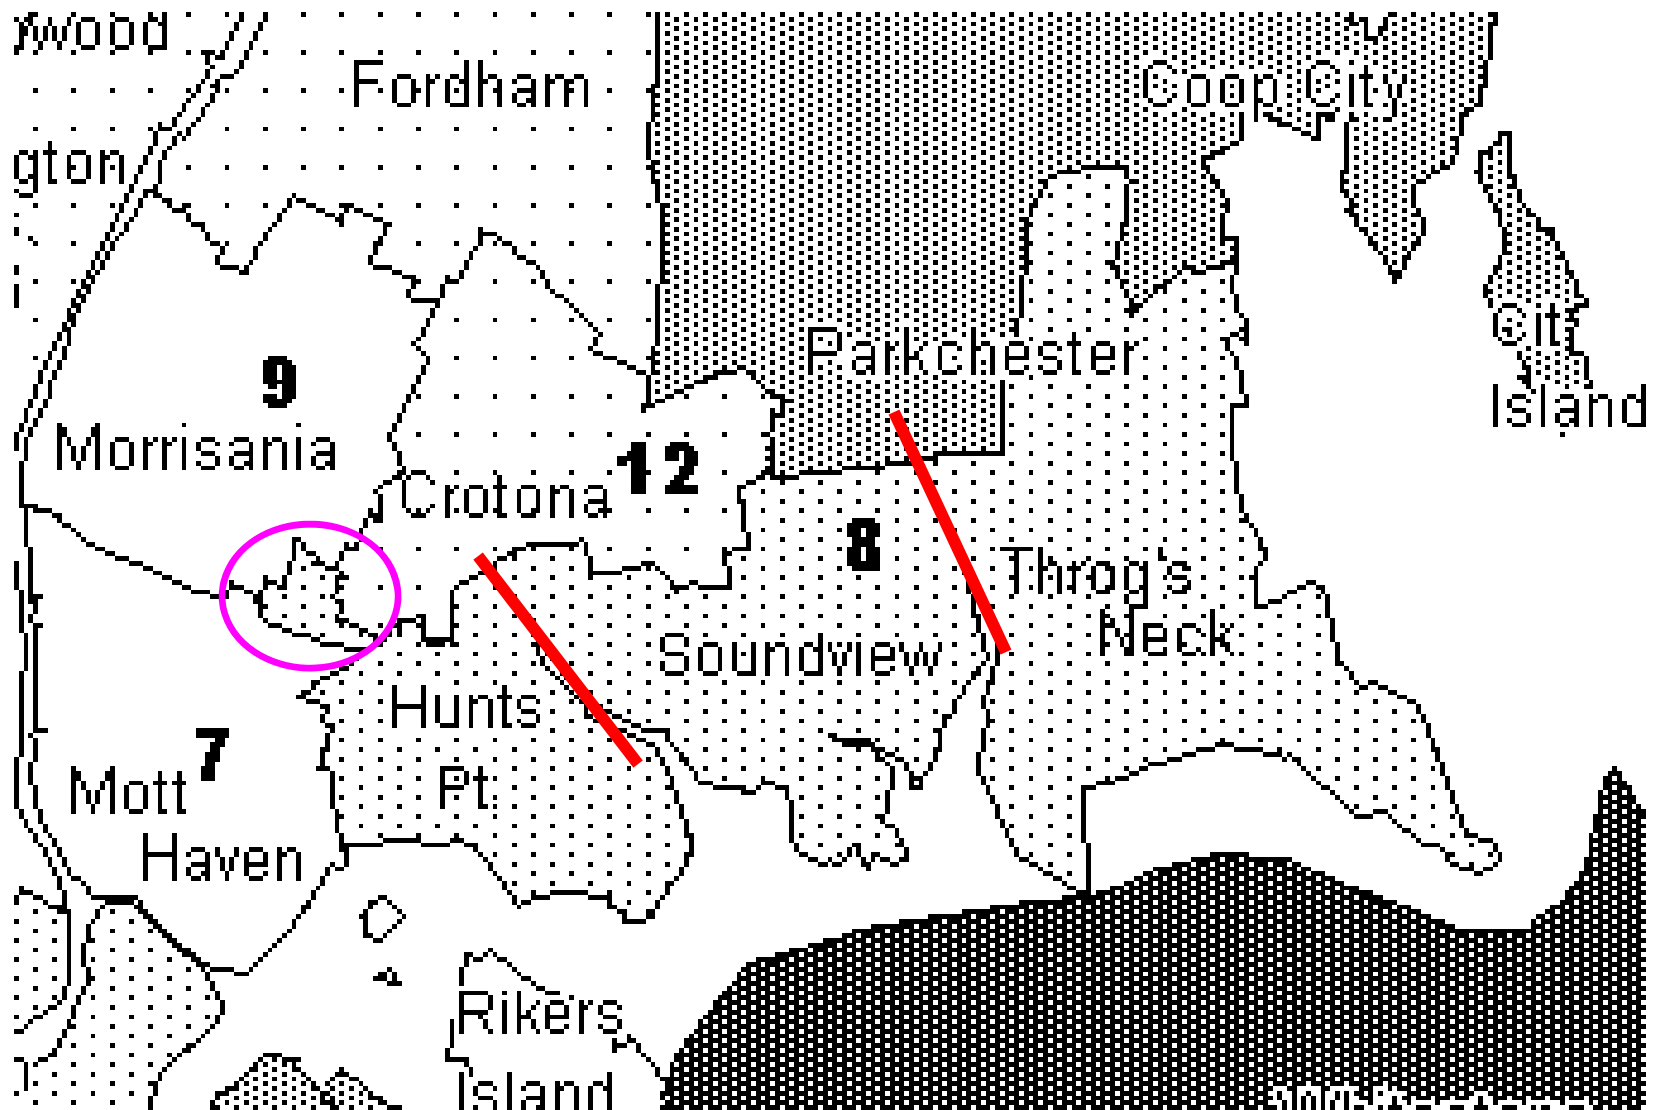 Fordham
Coop City
gton
Parkchester
City
Island
9
Morrisania
12
Crotona
8
Throg's
Neck
Soundview
Hunts
Pt.
7
Mott
Haven
Rikers
Island